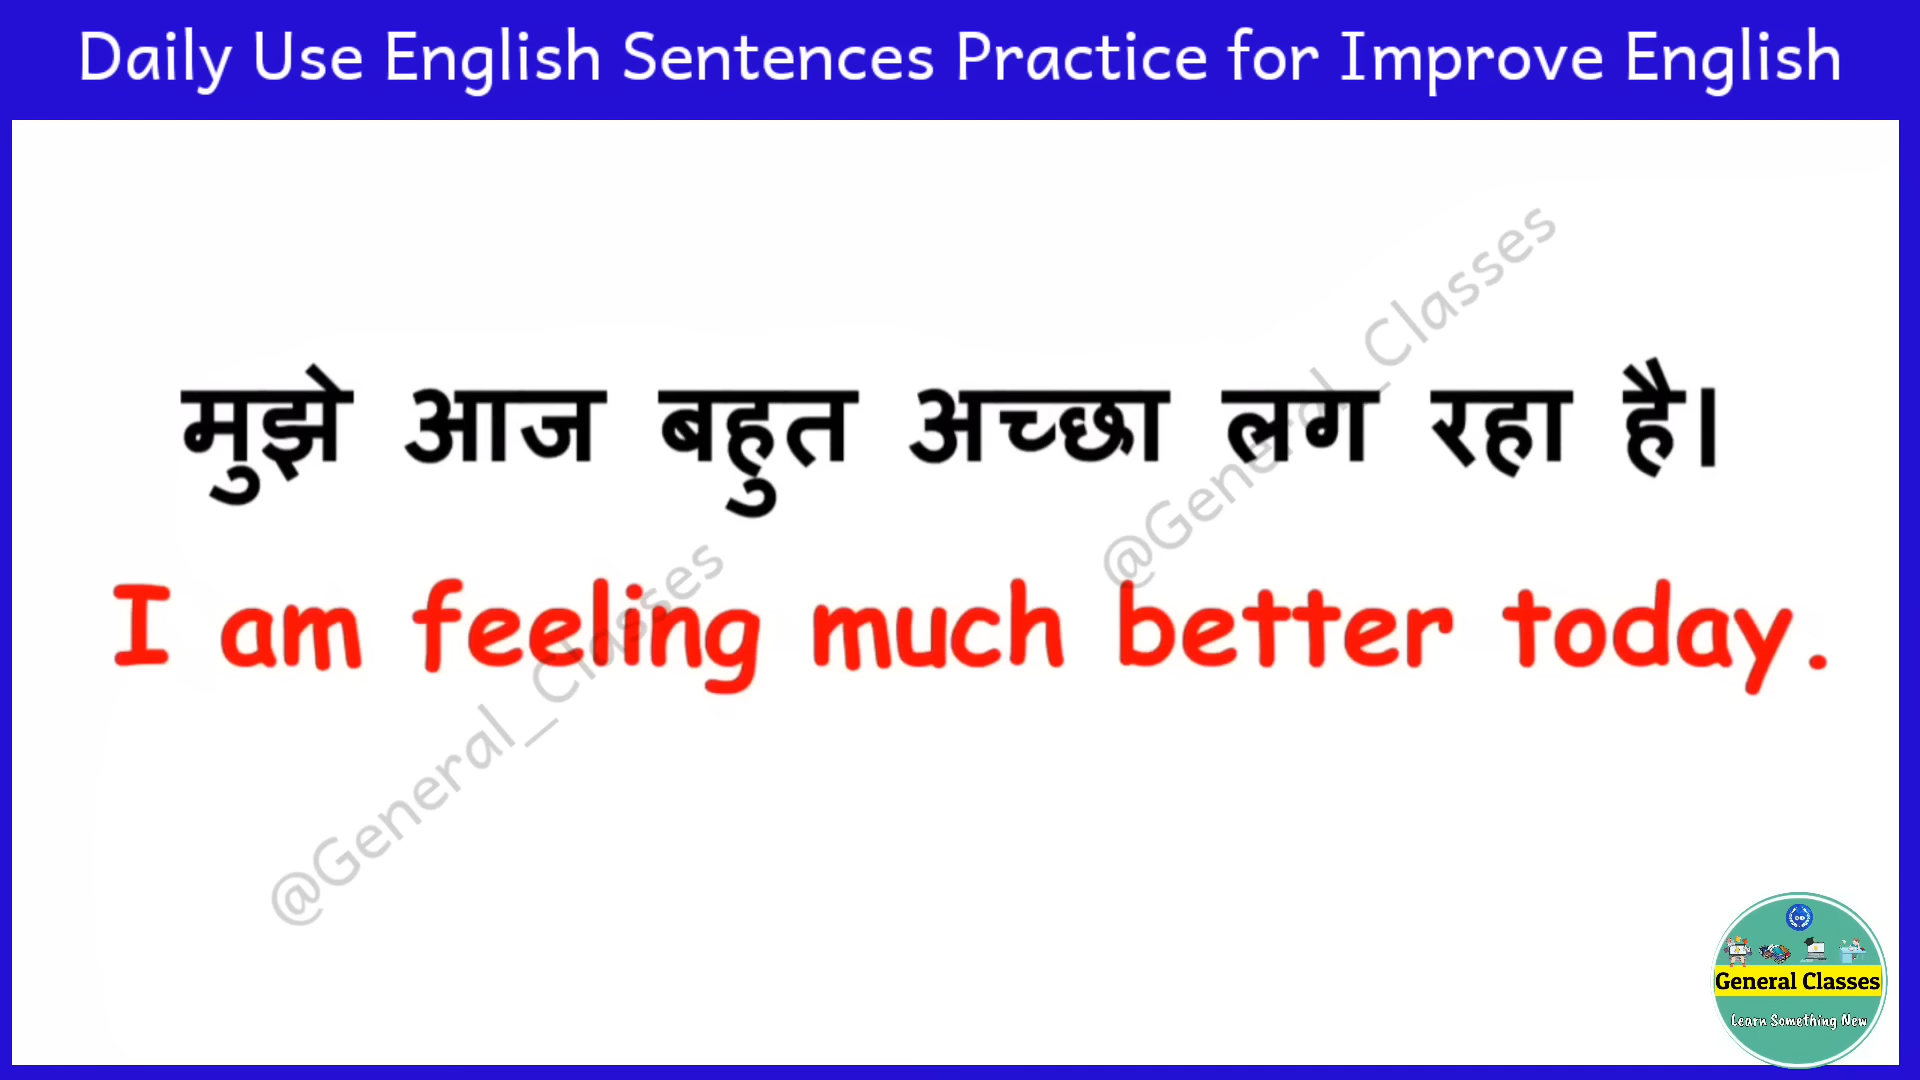 Daily Use English Sentences Practice for Improve English
@General_Classes
मुझे आज बहुत अच्छा लग रहा है।
I am feeling much better today.
@General_Classes
General Classes
Learn Something New